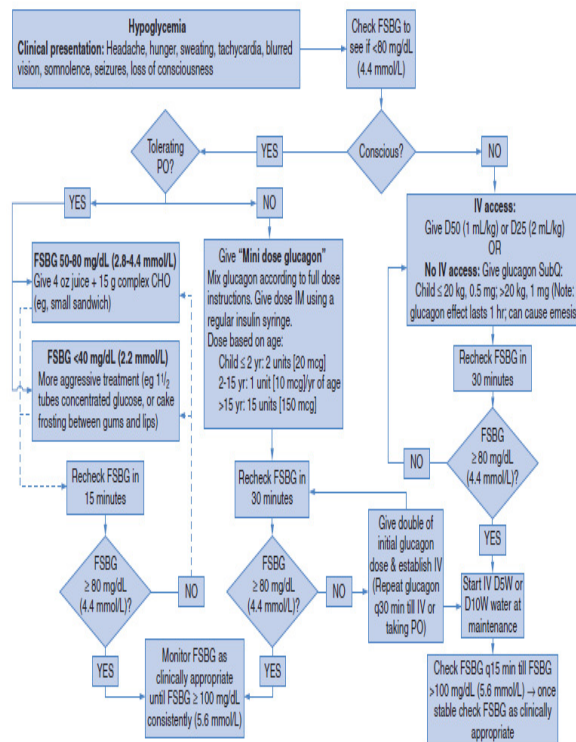 Hypoglycemia
Clinical presentation: Headache, hunger, sweating, tachycardia, blurred
vision, somnolence, seizures, loss of consciousness
Check FSBG to
see if <80 mg/dL
(4.4 mmol/L)
Conscious?
YES
NO
Tolerating
PO?
YES
NO
FSBG 50-80 mg/dL (2.8-4.4 mmol/L)
Give 4 oz juice + 15 g complex CHO
(eg, small sandwich)
FSBG <40 mg/dL (2.2 mmol/L)
More aggressive treatment (eg 1 1/2
tubes concentrated glucose, or cake
frosting between gums and lips)
Recheck FSBG in
15 minutes
FSBG
≥ 80 mg/dL
(4.4 mmol/L)?
NO
YES
Give "Mini dose glucagon"
Mix glucagon according to full dose
instructions. Give dose IM using a
regular insulin syringe.
Dose based on age:
Child ≤ 2 yr: 2 units [20 mcg]
2-15 yr: 1 unit [10 mcg]/yr of age
>15 yr: 15 units [150 mcg]
Recheck FSBG in
30 minutes
FSBG
≥ 80 mg/dL
(4.4 mmol/L)?
NO
YES
Give double of
initial glucagon
dose & establish IV
(Repeat glucagon
q30 min till IV or
taking PO)
Monitor FSBG as
clinically appropriate
until FSBG ≥ 100 mg/dL
consistently (5.6 mmol/L)
IV access:
Give D50 (1 mL/kg) or D25 (2 mL/kg)
OR
No IV access: Give glucagon SubQ:
Child ≤ 20 kg, 0.5 mg; >20 kg, 1 mg (Note:
glucagon effect lasts 1 hr; can cause emesis)
Recheck FSBG in
30 minutes
FSBG
≥ 80 mg/dL
(4.4 mmol/L)?
NO
YES
Start IV D5W or
D10W water at
maintenance
Check FSBG q15 min till FSBG
>100 mg/dL (5.6 mmol/L) → once
stable check FSBG as clinically
appropriate